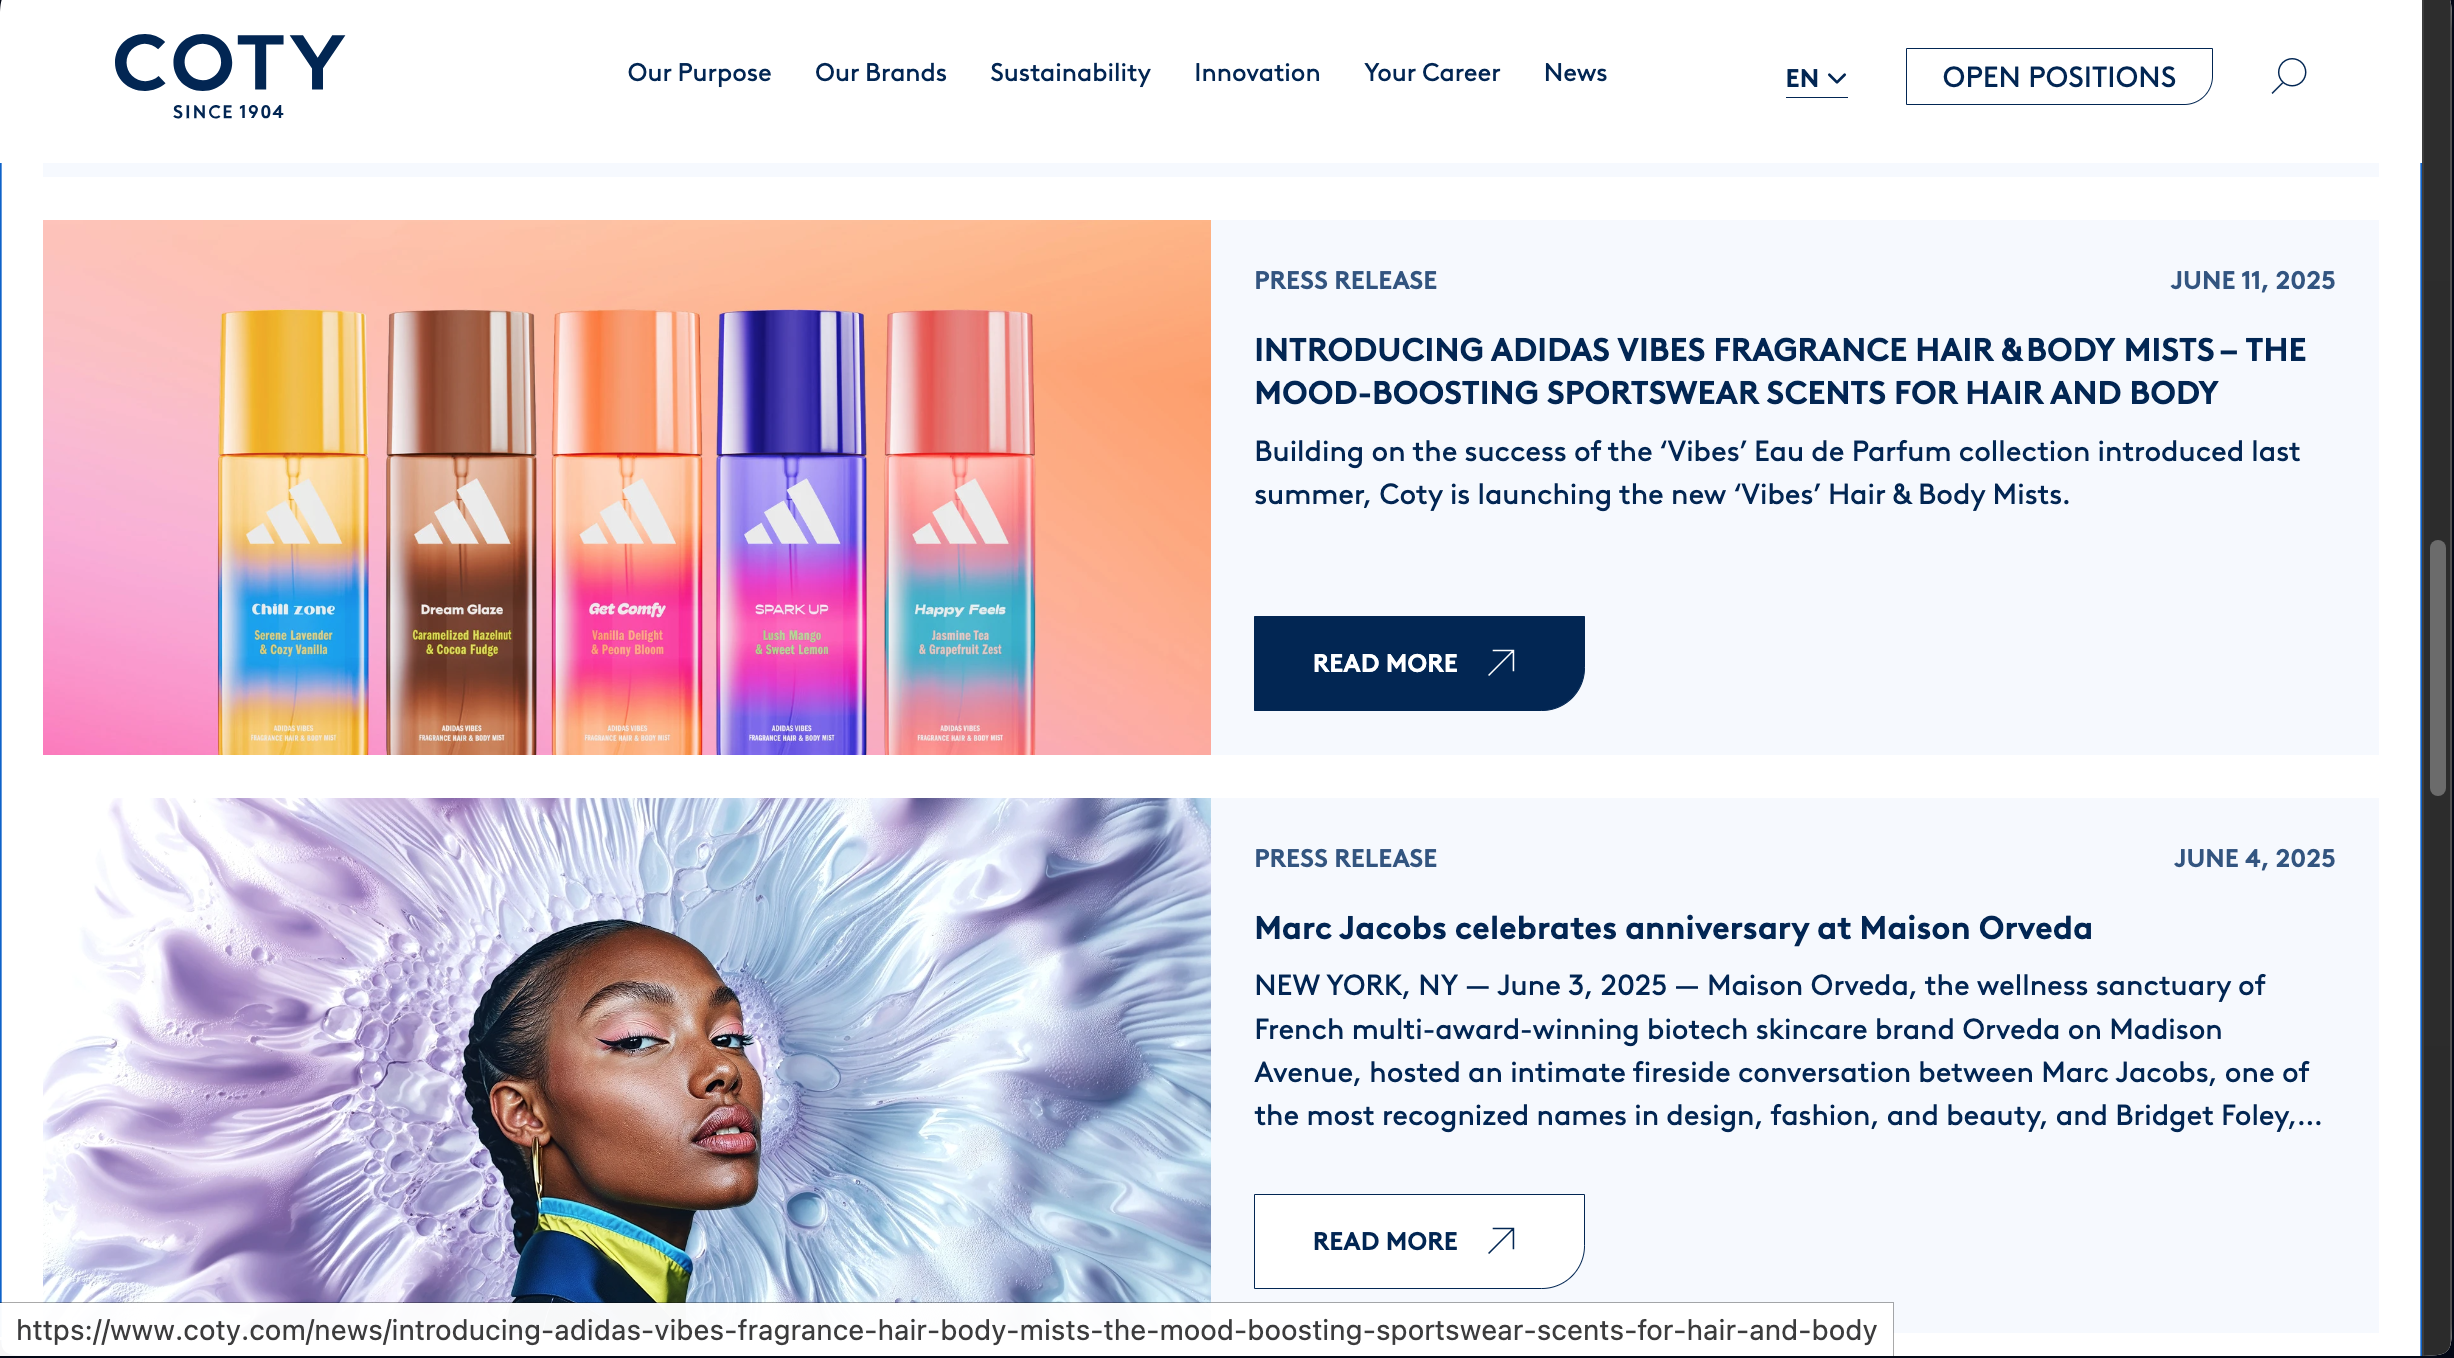 COTY
SINCE 1904
Our Purpose
Our Brands
Sustainability
Innovation
Your Career
News
EN
OPEN POSITIONS
Chill zone
Serene Lavender
& Cozy Vanilla
ADIDAS VIBES
FRAGRANCE HAIR & BODY MIST
Dream Glaze
Caramelized Hazelnut
& Cocoa Fudge
ADIDAS VIBES
FRAGRANCE HAIR & BODY MIST
Get Comfy
Vanilla Delight
& Peony Bloom
ADIDAS VIBES
FRAGRANCE HAIR & BODY MIST
SPARK UP
Lush Mango
& Sweet Lemon
ADIDAS VIBES
FRAGRANCE HAIR & BODY MIST
Happy Feels
Jasmine Tea
& Grapefruit Zest
ADIDAS VIBES
FRAGRANCE HAIR & BODY MIST
PRESS RELEASE
JUNE 11, 2025
INTRODUCING ADIDAS VIBES FRAGRANCE HAIR & BODY MISTS – THE
MOOD-BOOSTING SPORTSWEAR SCENTS FOR HAIR AND BODY
Building on the success of the ‘Vibes’ Eau de Parfum collection introduced last
summer, Coty is launching the new ‘Vibes’ Hair & Body Mists.
READ MORE
PRESS RELEASE
JUNE 4, 2025
Marc Jacobs celebrates anniversary at Maison Orveda
NEW YORK, NY — June 3, 2025 — Maison Orveda, the wellness sanctuary of
French multi-award-winning biotech skincare brand Orveda on Madison
Avenue, hosted an intimate fireside conversation between Marc Jacobs, one of
the most recognized names in design, fashion, and beauty, and Bridget Foley,...
READ MORE
https://www.coty.com/news/introducing-adidas-vibes-fragrance-hair-body-mists-the-mood-boosting-sportswear-scents-for-hair-and-body